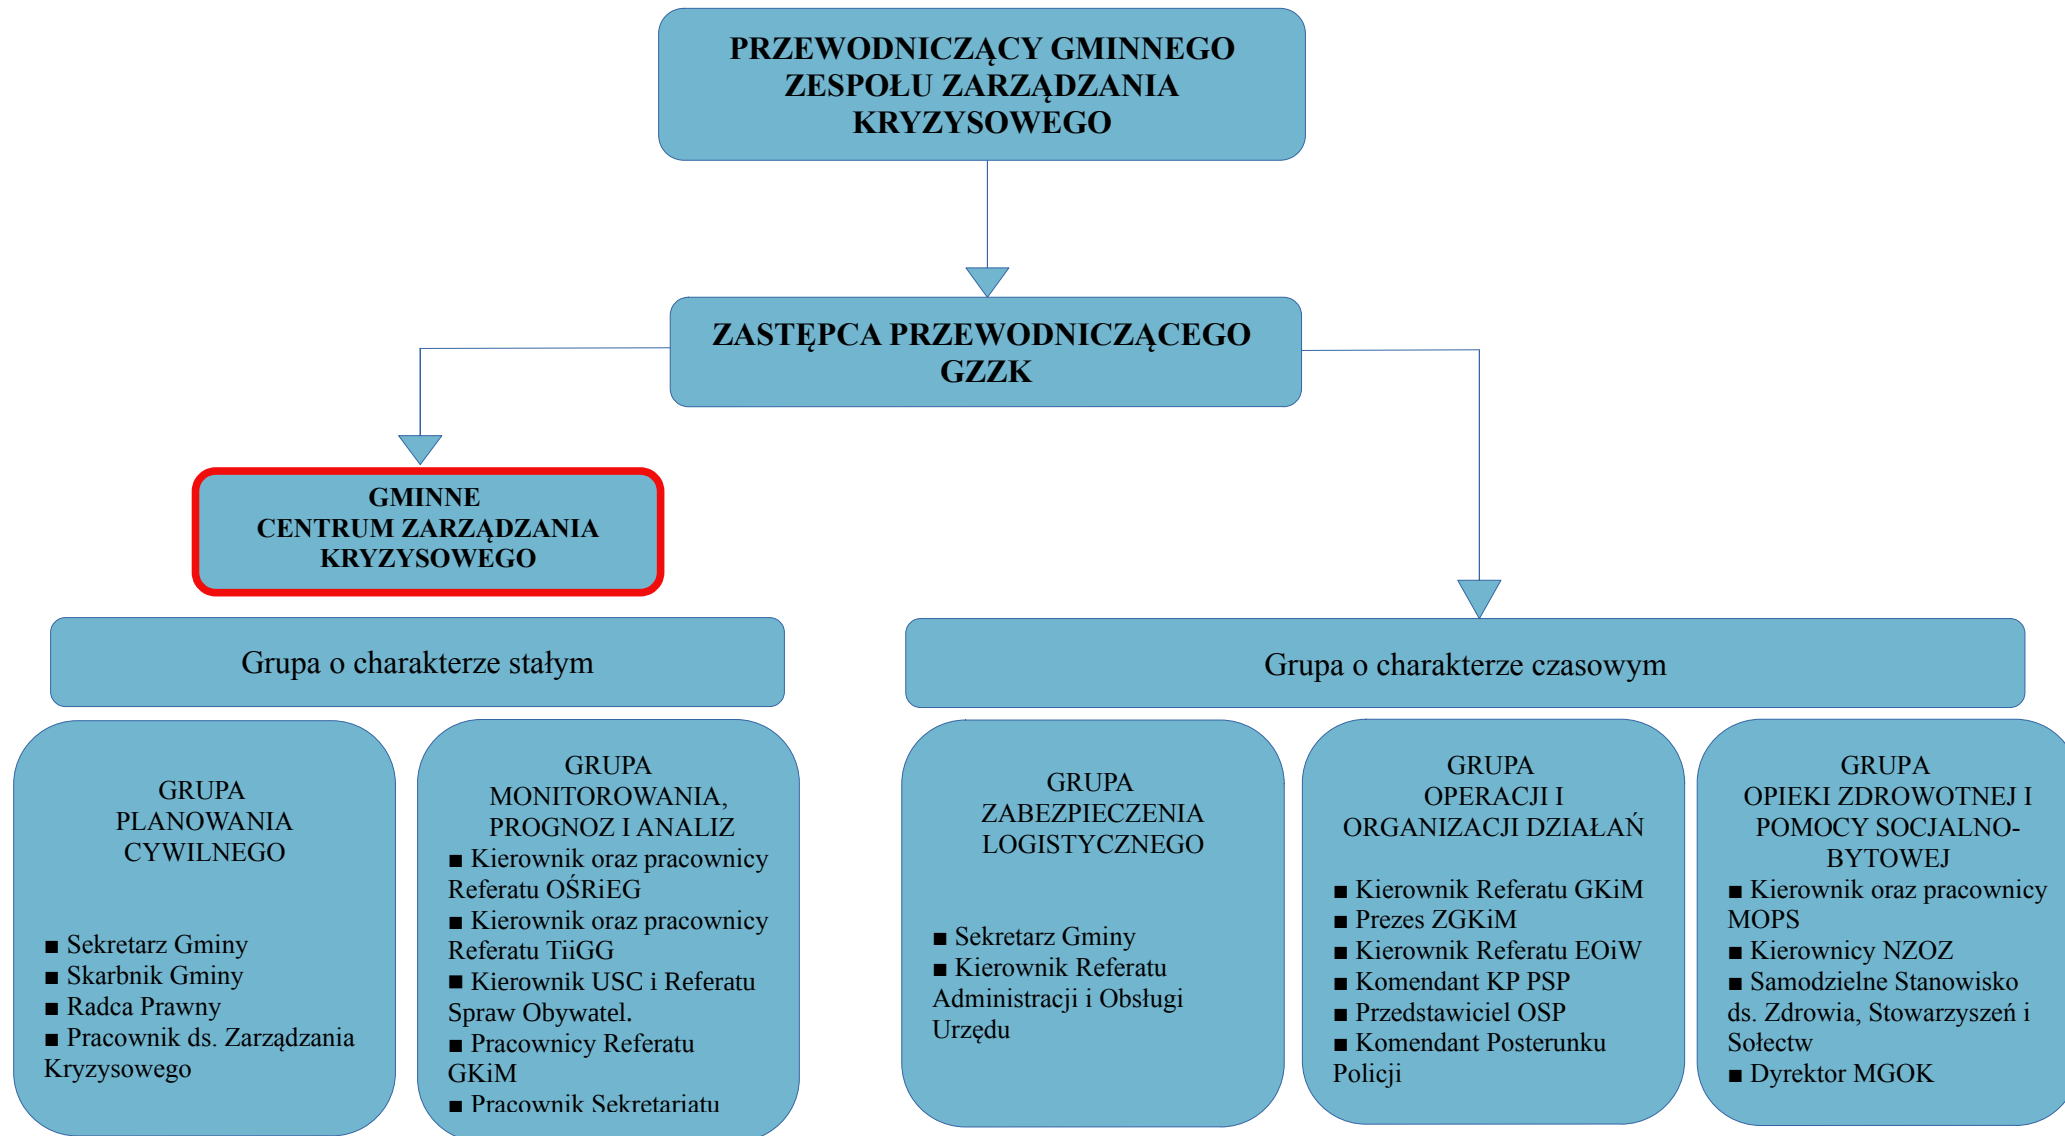 PRZEWODNICZĄCY GMINNEGO
ZESPOŁU ZARZĄDZANIA
KRYZYSOWEGO
ZASTĘPCA PRZEWODNICZĄCEGO
GZZK
GMINNE
CENTRUM ZARZĄDZANIA
KRYZYSOWEGO
Grupa o charakterze stałym
Grupa o charakterze czasowym
GRUPA
PLANOWANIA
CYWILNEGO
■ Sekretarz Gminy
■ Skarbnik Gminy
■ Radca Prawny
■ Pracownik ds. Zarządzania
Kryzysowego
GRUPA
MONITOROWANIA,
PROGNOZ I ANALIZ
■ Kierownik oraz pracownicy
Referatu OŚRiEG
■ Kierownik oraz pracownicy
Referatu TiiGG
■ Kierownik USC i Referatu
Spraw Obywatel.
■ Pracownicy Referatu
GKiM
■ Pracownik Sekretariatu
GRUPA
ZABEZPIECZENIA
LOGISTYCZNEGO
■ Sekretarz Gminy
■ Kierownik Referatu
Administracji i Obsługi
Urzędu
GRUPA
OPERACJI I
ORGANIZACJI DZIAŁAŃ
■ Kierownik Referatu GKiM
■ Prezes ZGKiM
■ Kierownik Referatu EOiW
■ Komendant KP PSP
■ Przedstawiciel OSP
■ Komendant Posterunku
Policji
GRUPA
OPIEKI ZDROWOTNEJ I
POMOCY SOCJALNO-
BYTOWEJ
■ Kierownik oraz pracownicy
MOPS
■ Kierownicy NZOZ
■ Samodzielne Stanowisko
ds. Zdrowia, Stowarzyszeń i
Sołectw
■ Dyrektor MGOK